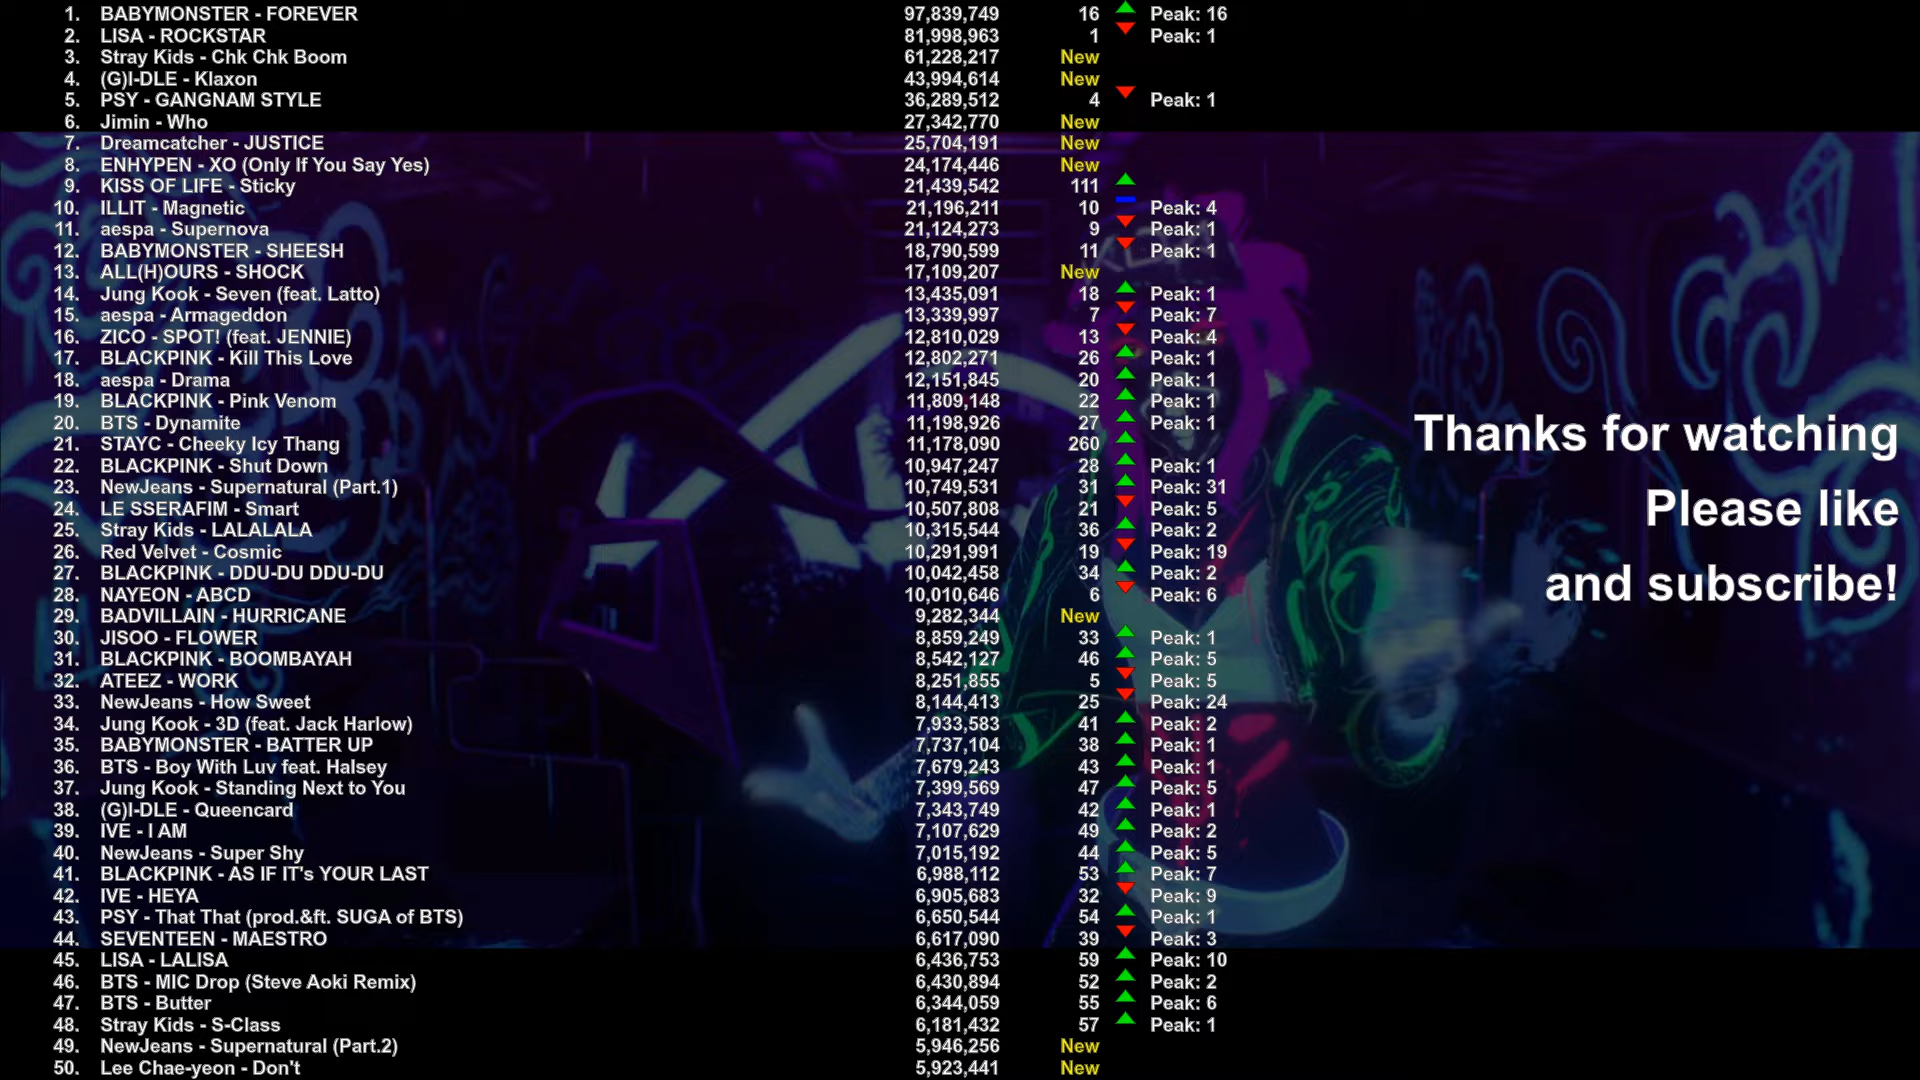 1. BABYMONSTER - FOREVER 97,839,749 16 Peak: 16
2. LISA - ROCKSTAR 81,998,963 1 Peak: 1
3. Stray Kids - Chk Chk Boom 61,228,217 New
4. (G)I-DLE - Klaxon 43,994,614 New
5. PSY - GANGNAM STYLE 36,289,512 4 Peak: 1
6. Jimin - Who 27,342,770 New
7. Dreamcatcher - JUSTICE 25,704,191 New
8. ENHYPEN - XO (Only If You Say Yes) 24,174,446 New
9. KISS OF LIFE - Sticky 21,439,542 111
10. ILLIT - Magnetic 21,196,211 10 Peak: 4
11. aespa - Supernova 21,124,273 9 Peak: 1
12. BABYMONSTER - SHEESH 18,790,599 11 Peak: 1
13. ALL(H)OURS - SHOCK 17,109,207 New
14. Jung Kook - Seven (feat. Latto) 13,435,091 18 Peak: 1
15. aespa - Armageddon 13,339,997 7 Peak: 7
16. ZICO - SPOT! (feat. JENNIE) 12,810,029 13 Peak: 4
17. BLACKPINK - Kill This Love 12,802,271 26 Peak: 1
18. aespa - Drama 12,151,845 20 Peak: 1
19. BLACKPINK - Pink Venom 11,809,148 22 Peak: 1
20. BTS - Dynamite 11,198,926 27 Peak: 1
21. STAYC - Cheeky Icy Thang 11,178,090 260
22. BLACKPINK - Shut Down 10,947,247 28 Peak: 1
23. NewJeans - Supernatural (Part.1) 10,749,531 31 Peak: 31
24. LE SSERAFIM - Smart 10,507,808 21 Peak: 5
25. Stray Kids - LALALALA 10,315,544 36 Peak: 2
26. Red Velvet - Cosmic 10,291,991 19 Peak: 19
27. BLACKPINK - DDU-DU DDU-DU 10,042,458 34 Peak: 2
28. NAYEON - ABCD 10,010,646 6 Peak: 6
29. BADVILLAIN - HURRICANE 9,282,344 New
30. JISOO - FLOWER 8,859,249 33 Peak: 1
31. BLACKPINK - BOOMBAYAH 8,542,127 46 Peak: 5
32. ATEEZ - WORK 8,251,855 5 Peak: 5
33. NewJeans - How Sweet 8,144,413 25 Peak: 24
34. Jung Kook - 3D (feat. Jack Harlow) 7,933,583 41 Peak: 2
35. BABYMONSTER - BATTER UP 7,737,104 38 Peak: 1
36. BTS - Boy With Luv feat. Halsey 7,679,243 43 Peak: 1
37. Jung Kook - Standing Next to You 7,399,569 47 Peak: 5
38. (G)I-DLE - Queencard 7,343,749 42 Peak: 1
39. IVE - I AM 7,107,629 49 Peak: 2
40. NewJeans - Super Shy 7,015,192 44 Peak: 5
41. BLACKPINK - AS IF IT's YOUR LAST 6,988,112 53 Peak: 7
42. IVE - HEYA 6,905,683 32 Peak: 9
43. PSY - That That (prod.&ft. SUGA of BTS) 6,650,544 54 Peak: 1
44. SEVENTEEN - MAESTRO 6,617,090 39 Peak: 3
45. LISA - LALISA 6,436,753 59 Peak: 10
46. BTS - MIC Drop (Steve Aoki Remix) 6,430,894 52 Peak: 2
47. BTS - Butter 6,344,059 55 Peak: 6
48. Stray Kids - S-Class 6,181,432 57 Peak: 1
49. NewJeans - Supernatural (Part.2) 5,946,256 New
50. Lee Chae-yeon - Don't 5,923,441 New
Thanks for watching
Please like
and subscribe!